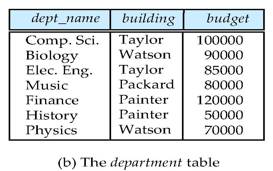 dept_name building budget
Comp. Sci. Taylor 100000
Biology Watson 90000
Elec. Eng. Taylor 85000
Music Packard 80000
Finance Painter 120000
History Painter 50000
Physics Watson 70000
(b) The department table